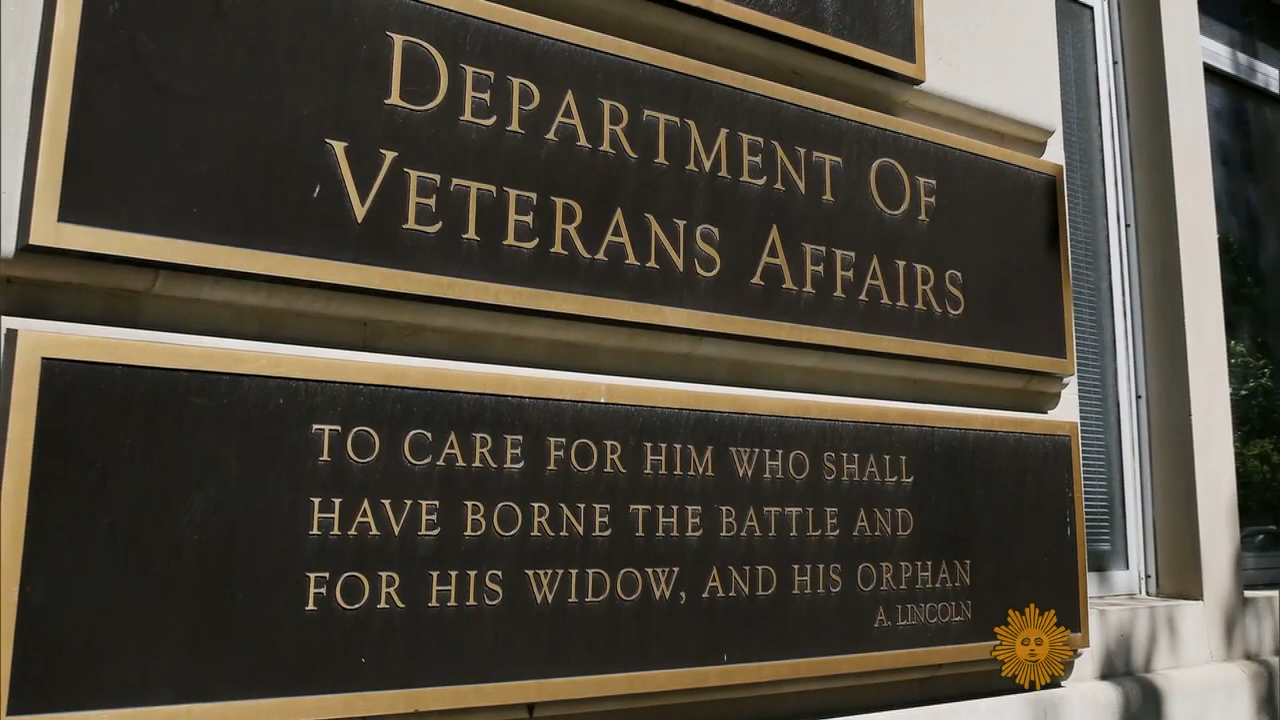 DEPARTMENT OF
VETERANS AFFAIRS
TO CARE FOR HIM WHO SHALL
HAVE BORNE THE BATTLE AND
FOR HIS WIDOW, AND HIS ORPHAN
A. LINCOLN